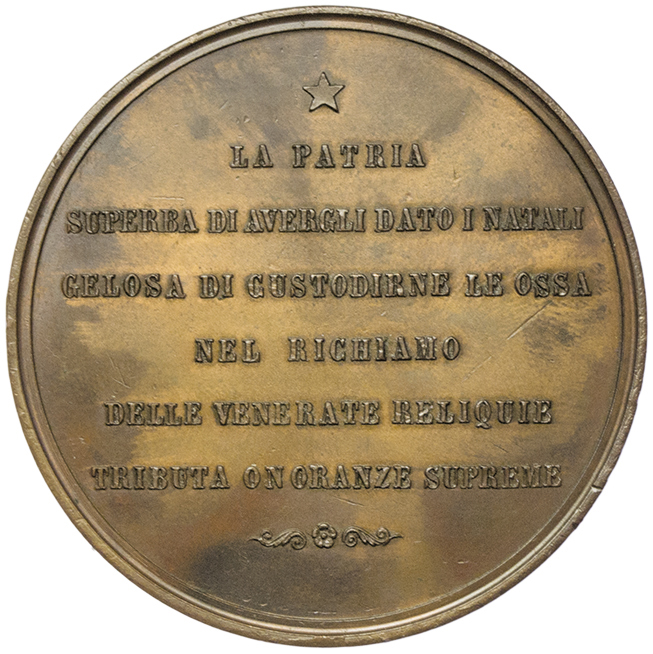 LA PATRIA
SUPERBA DI AVERGLI DATO I NATALI
GELOSA DI CUSTODIRNE LE OSSA
NEL RICHIAMO
DELLE VENERATE RELIQUIE
TRIBUTA ONORANZE SUPREME